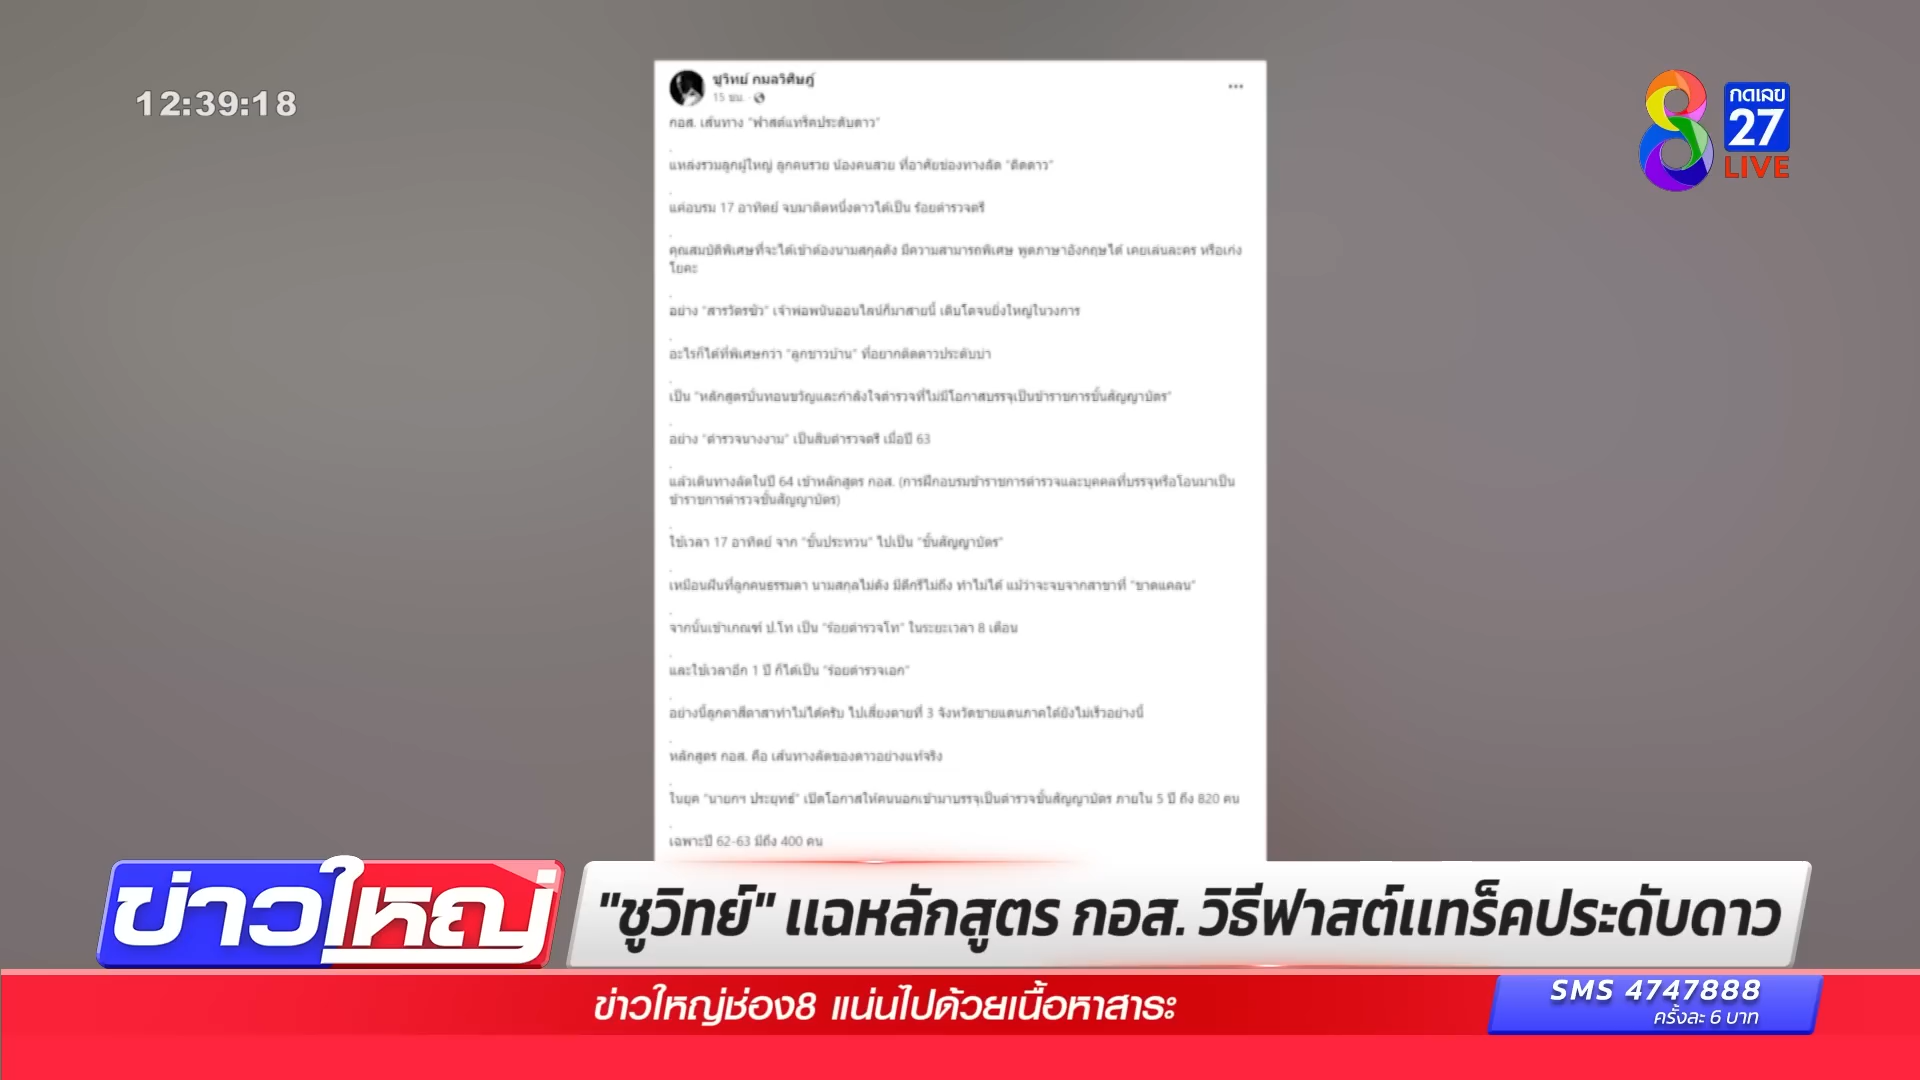 12:39:18
ชูวิทย์ กมลวิศิษฎ์
15 ชม.
กอส. เส้นทาง "ฟาสต์แทร็คประดับดาว"
.
แหล่งรวมลูกผู้ใหญ่ ลูกคนรวย น้องคนสวย ที่อาศัยช่องทางลัด "ติดดาว"
.
แค่อบรม 17 อาทิตย์ จบมาติดหนึ่งดาวได้เป็น ร้อยตำรวจตรี
.
คุณสมบัติพิเศษที่จะได้เข้าต้องนามสกุลดัง มีความสามารถพิเศษ พูดภาษาอังกฤษได้ เคยเล่นละคร หรือเก่ง
โยคะ
.
อย่าง "สารวัตรซัว" เจ้าพ่อพนันออนไลน์ก็มาสายนี้ เติบโตจนยิ่งใหญ่ในวงการ
.
อะไรก็ได้ที่พิเศษกว่า "ลูกชาวบ้าน" ที่อยากติดดาวประดับบ่า
.
เป็น "หลักสูตรบั่นทอนขวัญและกำลังใจตำรวจที่ไม่มีโอกาสบรรจุเป็นข้าราชการชั้นสัญญาบัตร"
.
อย่าง "ตำรวจนางงาม" เป็นสิบตำรวจตรี เมื่อปี 63
.
แล้วเดินทางลัดในปี 64 เข้าหลักสูตร กอส. (การฝึกอบรมข้าราชการตำรวจและบุคคลที่บรรจุหรือโอนมาเป็น
ข้าราชการตำรวจชั้นสัญญาบัตร)
.
ใช้เวลา 17 อาทิตย์ จาก "ชั้นประทวน" ไปเป็น "ชั้นสัญญาบัตร"
.
เหมือนฝันที่ลูกคนธรรมดา นามสกุลไม่ดัง มีดีกรีไม่ถึง ทำไม่ได้ แม้ว่าจะจบจากสาขาที่ "ขาดแคลน"
.
จากนั้นเข้าเกณฑ์ ป.โท เป็น "ร้อยตำรวจโท" ในระยะเวลา 8 เดือน
.
และใช้เวลาอีก 1 ปี ก็ได้เป็น "ร้อยตำรวจเอก"
.
อย่างนี้ลูกตาสีตาสาทำไม่ได้ครับ ไปเสี่ยงตายที่ 3 จังหวัดชายแดนภาคใต้ยังไม่เร็วอย่างนี้
.
หลักสูตร กอส. คือ เส้นทางลัดของดาวอย่างแท้จริง
.
ในยุค "นายกฯ ประยุทธ์" เปิดโอกาสให้คนนอกเข้ามาบรรจุเป็นตำรวจชั้นสัญญาบัตร ภายใน 5 ปี ถึง 820 คน
.
เฉพาะปี 62-63 มีถึง 400 คน
8
กดเลข
27
LIVE
ข่าวใหญ่
"ชูวิทย์" แฉหลักสูตร กอส. วิธีฟาสต์แทร็คประดับดาว
ข่าวใหญ่ช่อง8 แน่นไปด้วยเนื้อหาสาระ
SMS 4747888
ครั้งละ 6 บาท